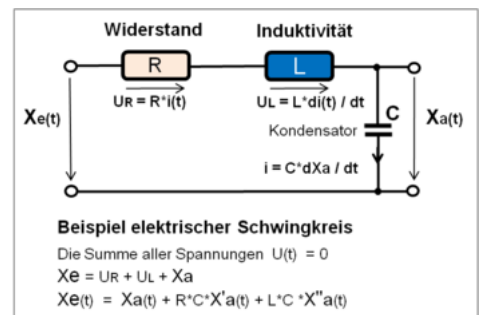 Widerstand Induktivität
R L
UR = R*i(t) UL = L*di(t) / dt
Xe(t) Kondensator C Xa(t)
i = C*dXa / dt
Beispiel elektrischer Schwingkreis
Die Summe aller Spannungen U(t) = 0
Xe = UR + UL + Xa
Xe(t) = Xa(t) + R*C*X'a(t) + L*C *X"a(t)